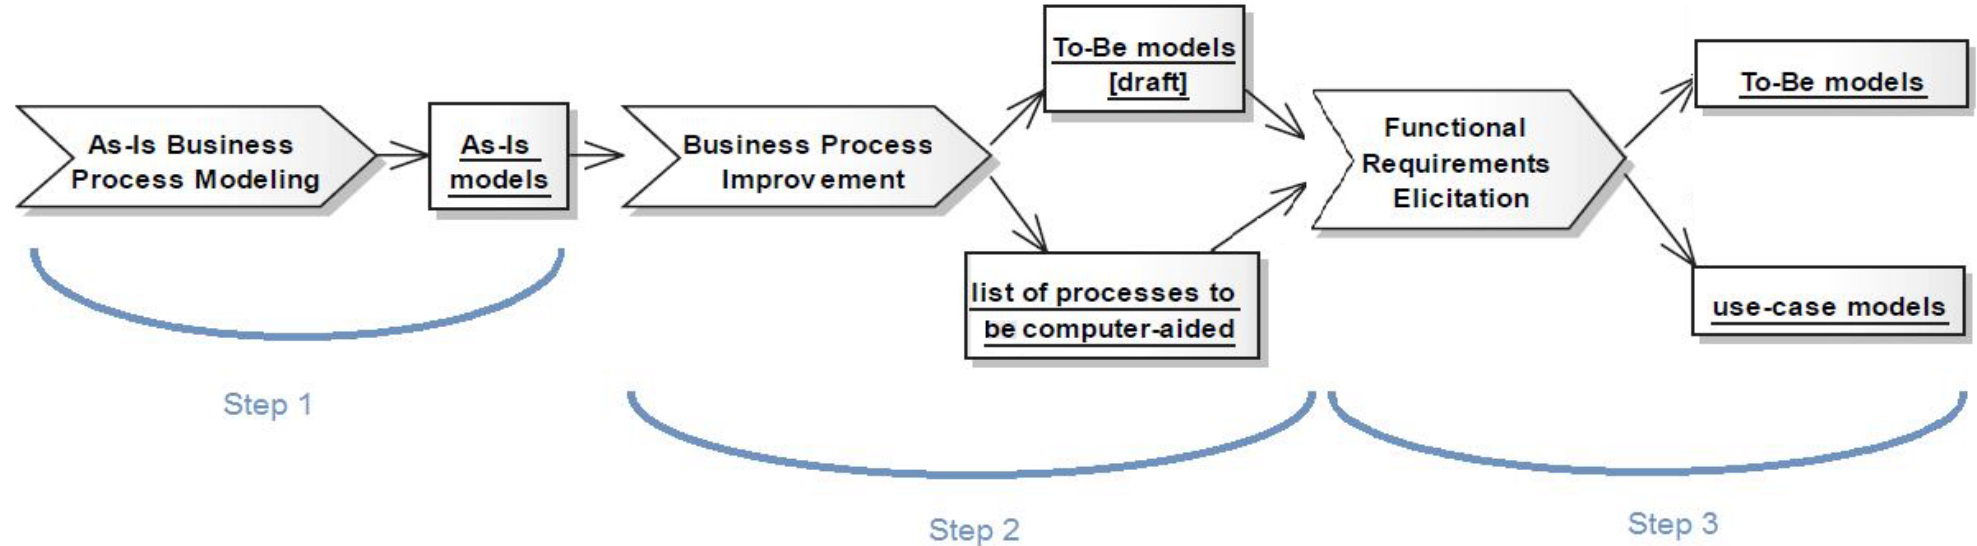 As-Is Business
Process Modeling
As-Is
models
Business Process
Improvement
To-Be models
[draft]
list of processes to
be computer-aided
Functional
Requirements
Elicitation
To-Be models
use-case models
Step 1
Step 2
Step 3